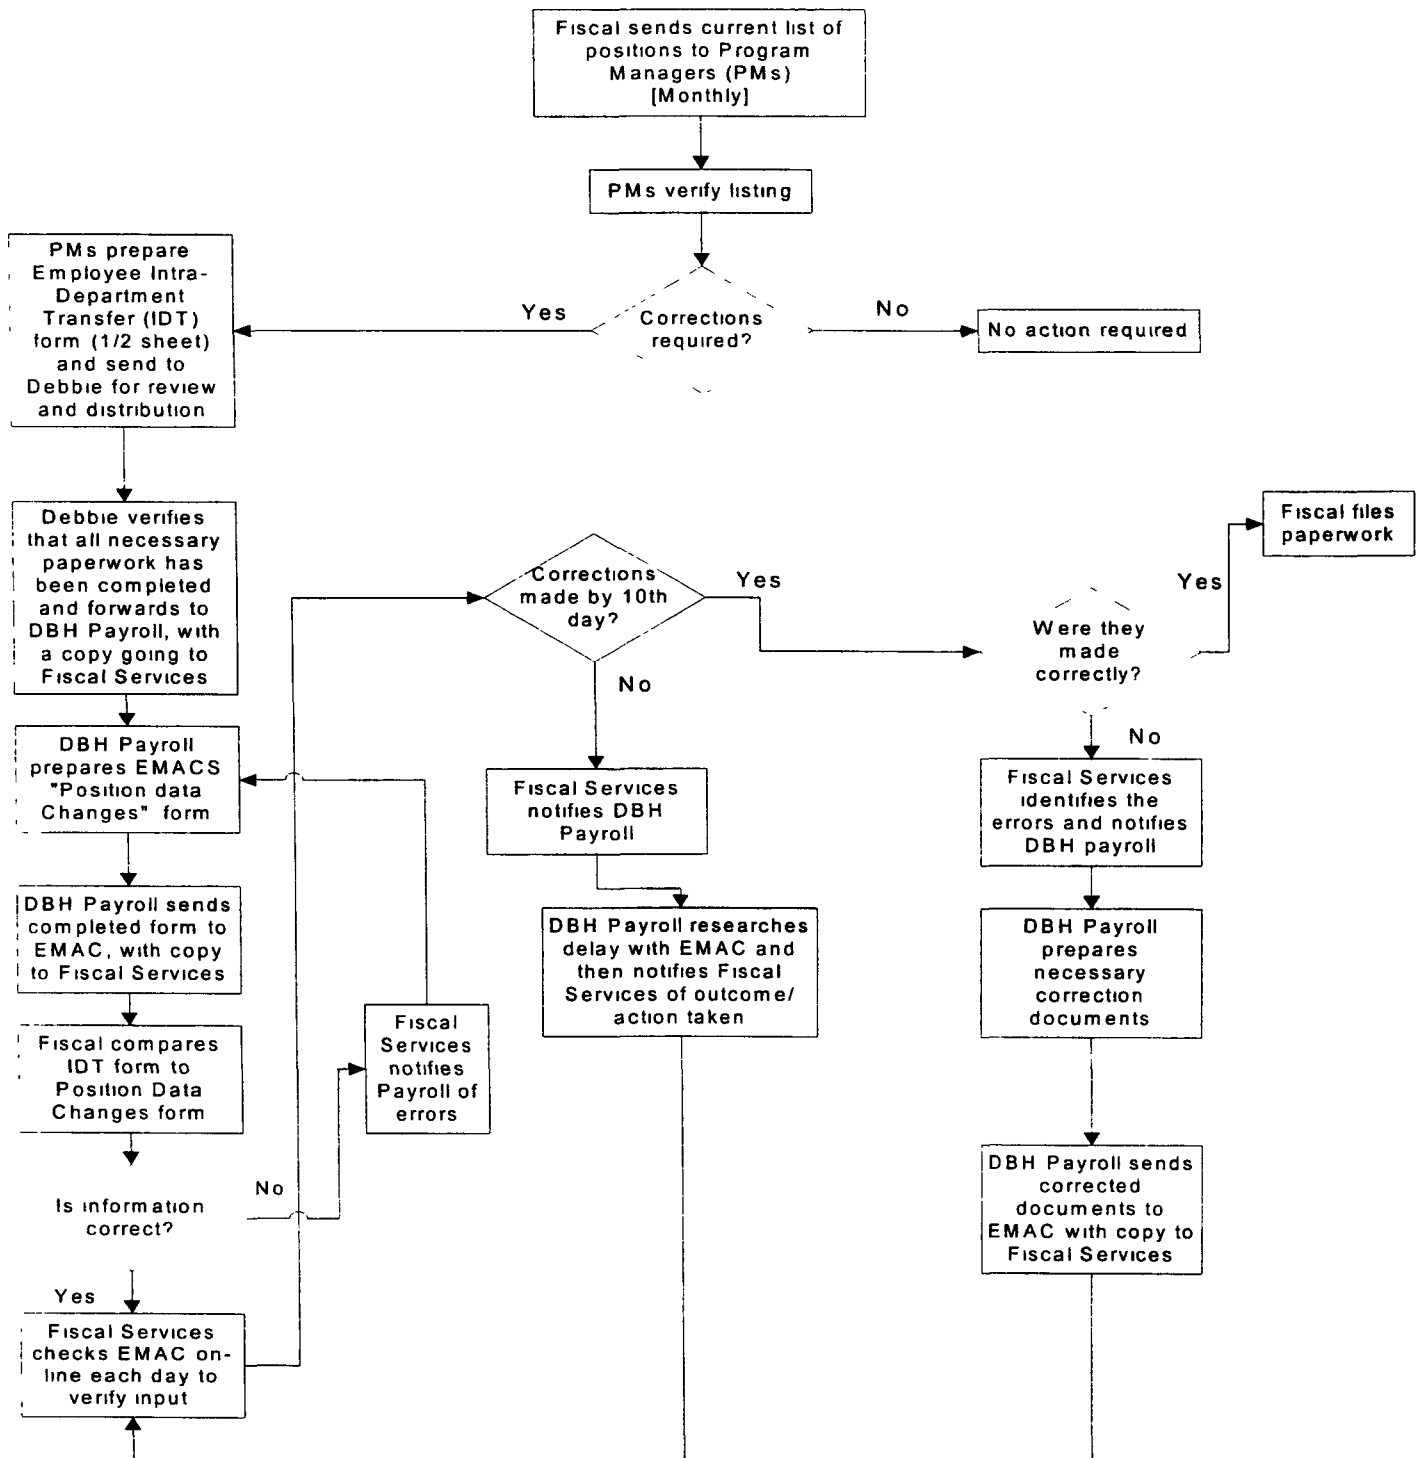 Fiscal sends current list of
positions to Program
Managers (PMs)
[Monthly]
PMs verify listing
Corrections
required?
Yes
No
No action required
PMs prepare
Employee Intra-
Department
Transfer (IDT)
form (1/2 sheet)
and send to
Debbie for review
and distribution
Debbie verifies
that all necessary
paperwork has
been completed
and forwards to
DBH Payroll, with
a copy going to
Fiscal Services
DBH Payroll
prepares EMACS
"Position data
Changes" form
DBH Payroll sends
completed form to
EMAC, with copy
to Fiscal Services
Fiscal compares
IDT form to
Position Data
Changes form
Is information
correct?
No
Fiscal
Services
notifies
Payroll of
errors
Yes
Fiscal Services
checks EMAC on-
line each day to
verify input
Corrections
made by 10th
day?
Yes
No
Fiscal Services
notifies DBH
Payroll
DBH Payroll researches
delay with EMAC and
then notifies Fiscal
Services of outcome/
action taken
Were they
made
correctly?
Yes
Fiscal files
paperwork
No
Fiscal Services
identifies the
errors and notifies
DBH payroll
DBH Payroll
prepares
necessary
correction
documents
DBH Payroll sends
corrected
documents to
EMAC with copy to
Fiscal Services